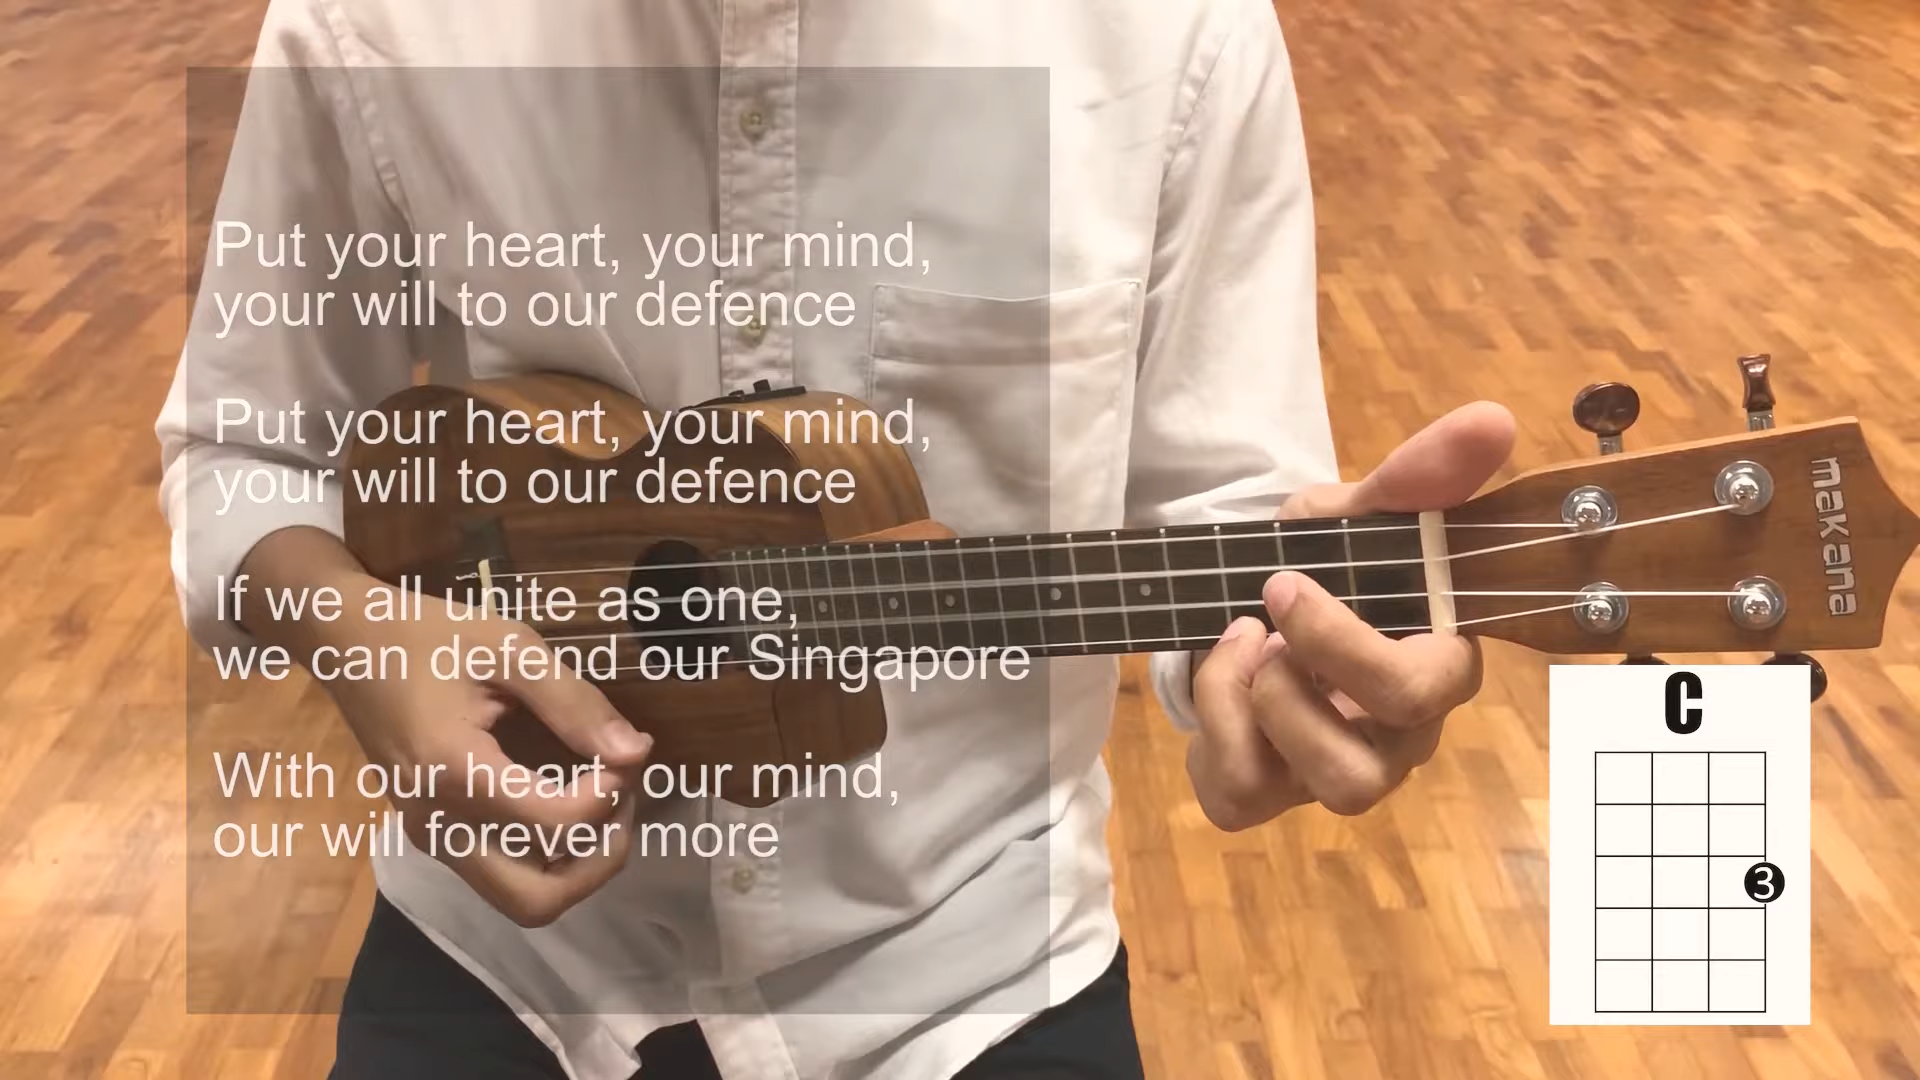 Put your heart, your mind,
your will to our defence
Put your heart, your mind,
your will to our defence
If we all unite as one,
we can defend our Singapore
With our heart, our mind,
our will forever more
makana
C
3